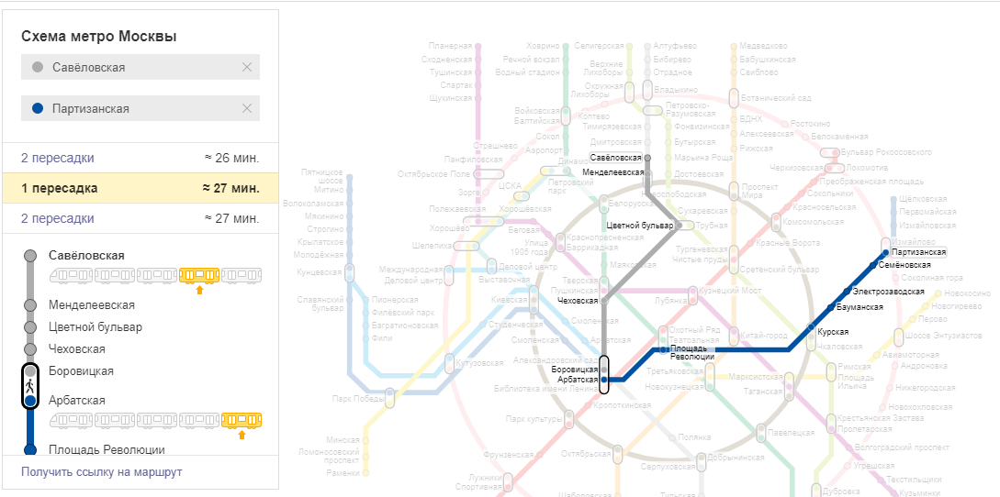 Схема метро Москвы
Савёловская
Партизанская
2 пересадки ≈ 26 мин.
1 пересадка ≈ 27 мин.
2 пересадки ≈ 27 мин.
Савёловская
Менделеевская
Цветной бульвар
Чеховская
Боровицкая
Арбатская
Площадь Революции
Получить ссылку на маршрут
Планерная
Сходненская
Тушинская
Спартак
Щукинская
Ховрино
Речной вокзал
Водный стадион
Войковская
Балтийская
Коптево
Сокол
Аэропорт
Стрешнево
Панфиловская
Октябрьское Поле
Зорге
Полежаевская
Хорошёво
Хорошёвская
ЦСКА
Петровский
парк
Беговая
Улица
1905 года
Шелепиха
Селигерская
Верхние
Лихоборы
Окружная
Лихоборы
Алтуфьево
Бибирево
Отрадное
Владыкино
Петровско-
Разумовская
Тимирязевская
Фонвизинская
Дмитровская
Бутырская
Савёловская
Марьина Роща
Менделеевская
Достоевская
Новослободская
Белорусская
Цветной бульвар
Трубная
Медведково
Бабушкинская
Свиблово
Ботанический сад
ВДНХ
Алексеевская
Рижская
Проспект
Мира
Сухаревская
Тургеневская
Чистые пруды
Сретенский бульвар
Ростокино
Белокаменная
Бульвар Рокоссовского
Черкизовская
Локомотив
Преображенская площадь
Сокольники
Красносельская
Комсомольская
Красные Ворота
Щёлковская
Первомайская
Измайловская
Измайлово
Партизанская
Семёновская
Соколиная гора
Электрозаводская
Бауманская
Курская
Чкаловская
Новокосино
Новогиреево
Перово
Шоссе Энтузиастов
Авиамоторная
Андроновка
Нижегородская
Новохохловская
Пятницкое
шоссе
Митино
Волоколамская
Мякинино
Строгино
Крылатское
Молодёжная
Кунцевская
Славянский
бульвар
Пионерская
Филёвский парк
Багратионовская
Фили
Международная
Деловой центр
Деловой центр
Выставочная
Киевская
Студенческая
Кутузовская
Парк Победы
Минская
Ломоносовский
проспект
Раменки
Краснопресненская
Баррикадная
Маяковская
Тверская
Пушкинская
Чеховская
Кузнецкий Мост
Лубянка
Охотный Ряд
Театральная
Площадь
Революции
Китай-город
Смоленская
Арбатская
Смоленская
Александровский сад
Боровицкая
Арбатская
Библиотека имени Ленина
Кропоткинская
Парк культуры
Фрунзенская
Лужники
Спортивная
Октябрьская
Шаболовская
Третьяковская
Новокузнецкая
Полянка
Серпуховская
Добрынинская
Тульская
Павелецкая
Марксистская
Таганская
Римская
Площадь
Ильича
Крестьянская Застава
Пролетарская
Волгоградский проспект
Угрешская
Текстильщики
Кузьминки
Дубровка